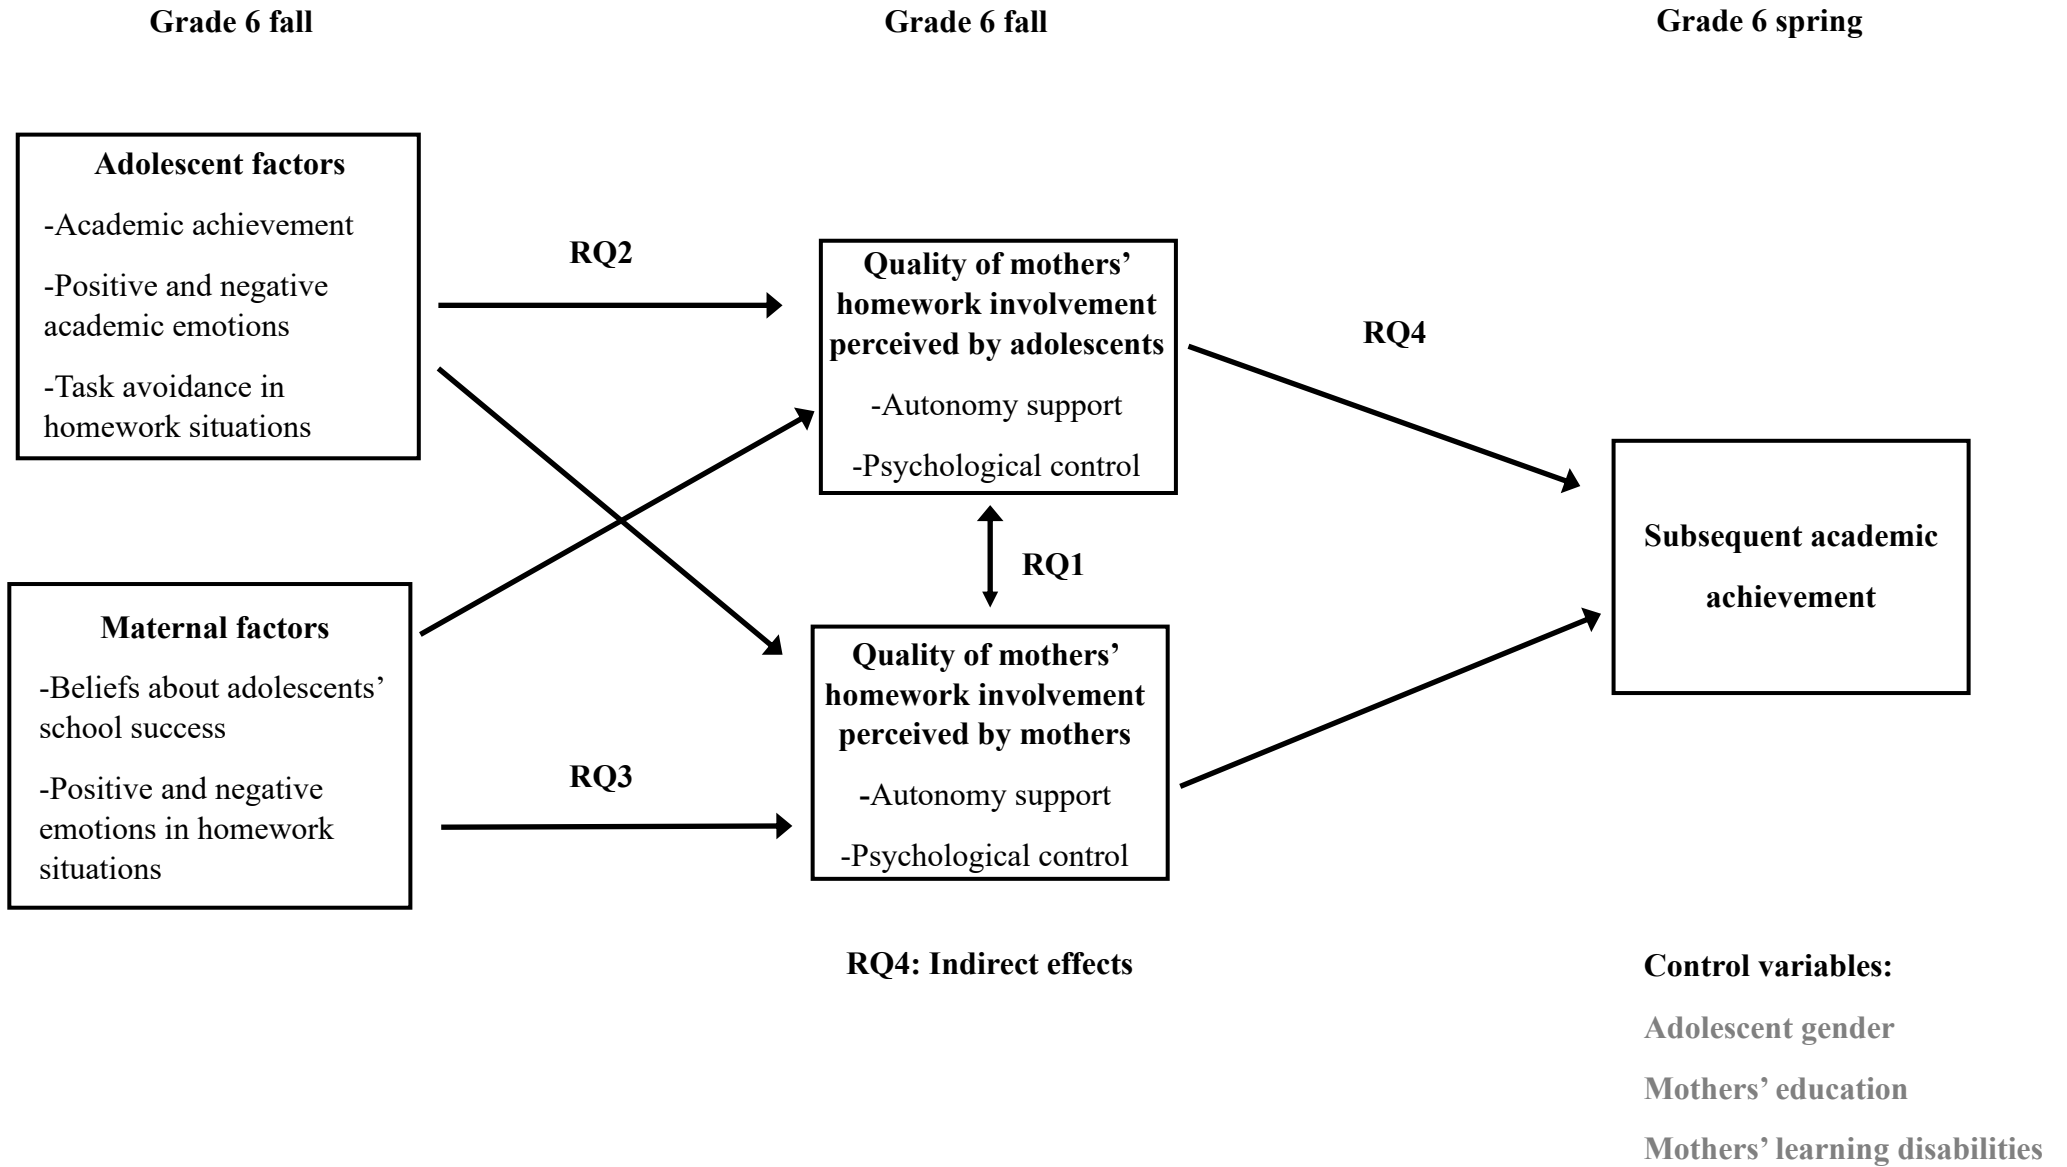 Grade 6 fall
Grade 6 fall
Grade 6 spring
Adolescent factors
-Academic achievement
-Positive and negative
academic emotions
-Task avoidance in
homework situations
Maternal factors
-Beliefs about adolescents’
school success
-Positive and negative
emotions in homework
situations
RQ2
RQ3
Quality of mothers’
homework involvement
perceived by adolescents
-Autonomy support
-Psychological control
RQ1
Quality of mothers’
homework involvement
perceived by mothers
-Autonomy support
-Psychological control
RQ4: Indirect effects
RQ4
Subsequent academic
achievement
Control variables:
Adolescent gender
Mothers’ education
Mothers’ learning disabilities